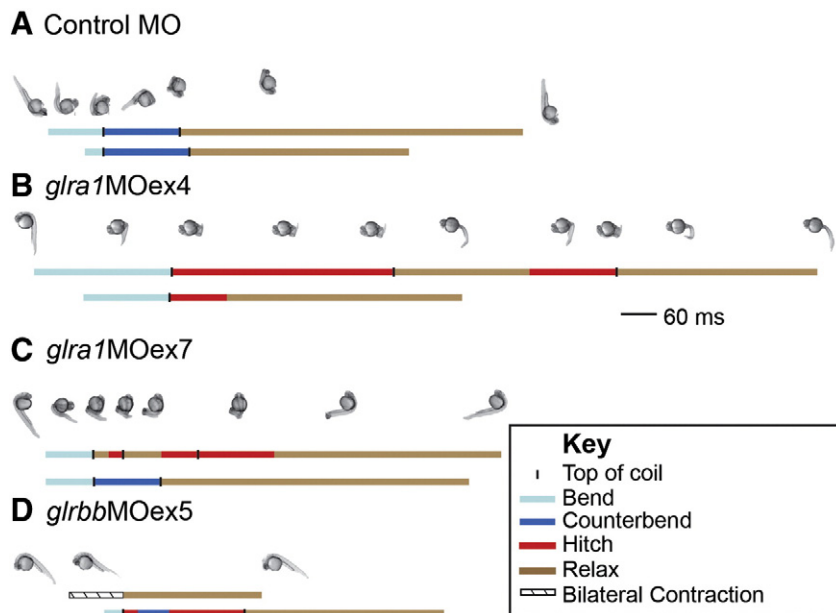 A Control MO
B glra1MOex4
60 ms
C glra1MOex7
D glrbbMOex5
Key
Top of coil
Bend
Counterbend
Hitch
Relax
Bilateral Contraction